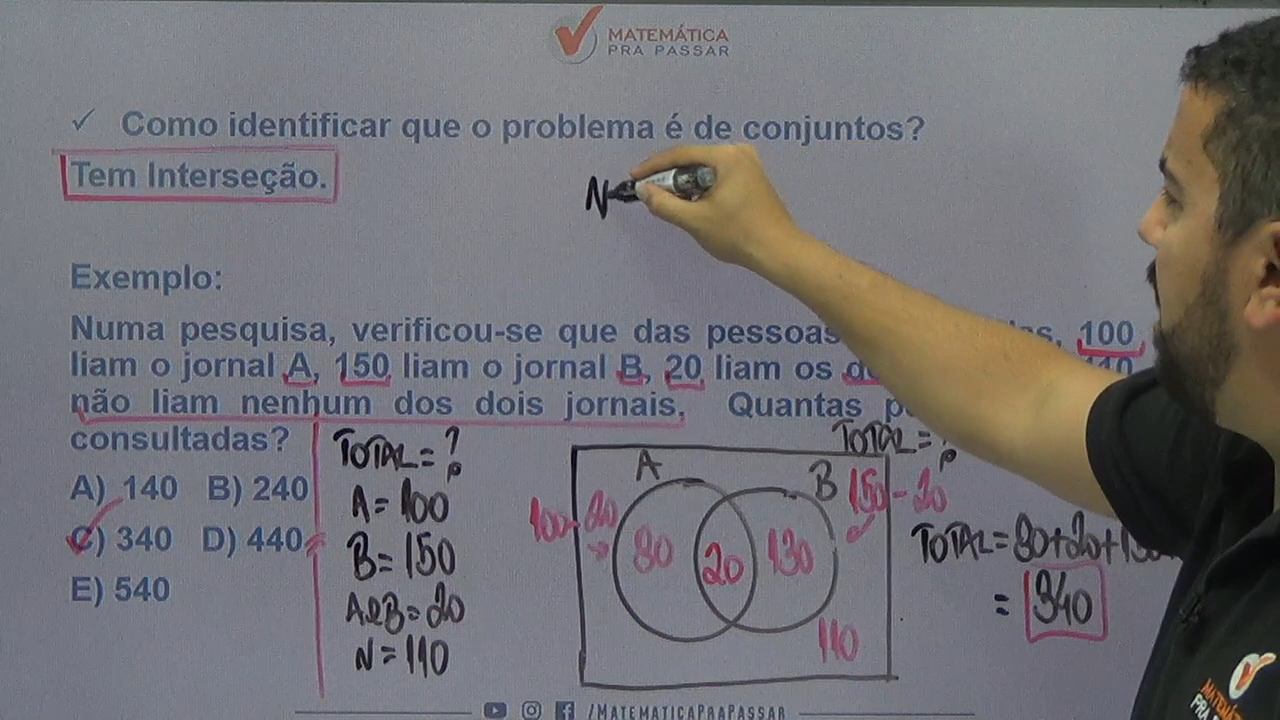 MATEMÁTICA
PRA PASSAR
✓ Como identificar que o problema é de conjuntos?
Tem Interseção.
N
Exemplo:
Numa pesquisa, verificou-se que das pessoas 100
liam o jornal A, 150 liam o jornal B, 20 liam os
não liam nenhum dos dois jornais, Quantas
consultadas?
A) 140 B) 240
C) 340 D) 440
E) 540
TOTAL = ?
A = 100
B = 150
A e B = 20
N = 110
A
B
100 - 20
80
20
130
150 - 20
110
TOTAL = ?
TOTAL = 80+20+130
= 340
/MATEMATICAPRAPASSAR